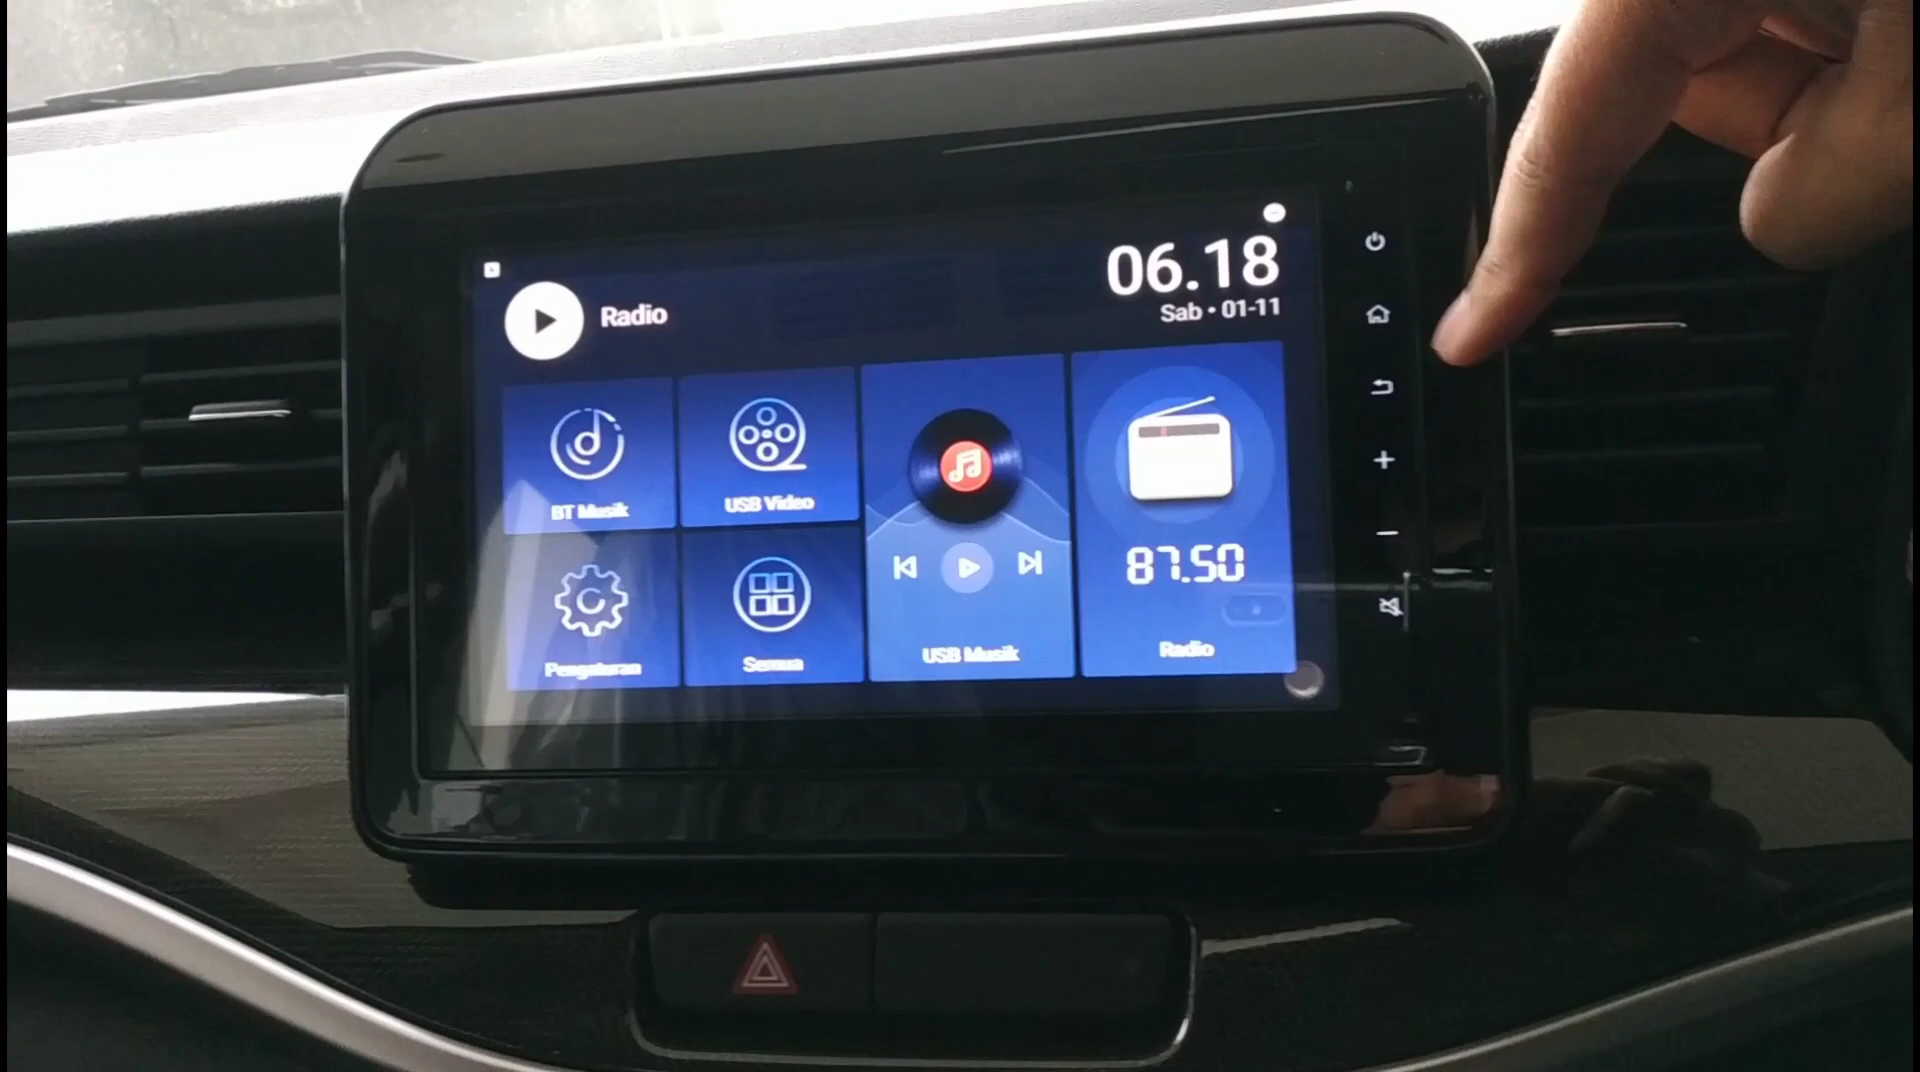 Radio
06.18
Sab • 01-11
BT Musik
USB Video
Pengaturan
Semua
USB Musik
87.50
Radio